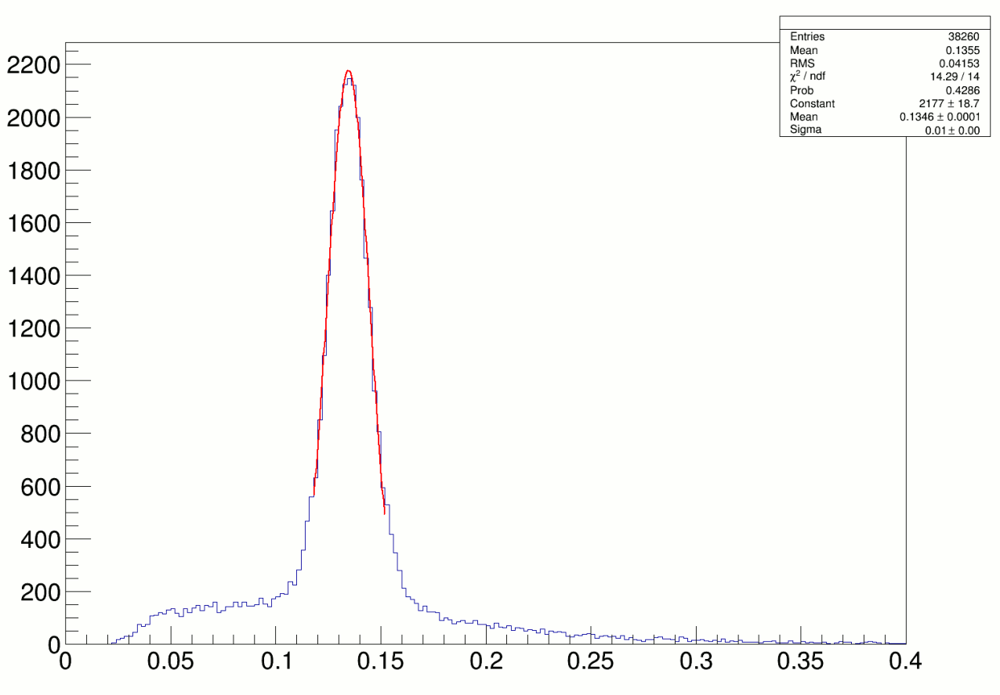 Entries 38260
Mean 0.1355
RMS 0.04153
χ² / ndf 14.29 / 14
Prob 0.4286
Constant 2177 ± 18.7
Mean 0.1346 ± 0.0001
Sigma 0.01 ± 0.00
2200
2000
1800
1600
1400
1200
1000
800
600
400
200
0
0 0.05 0.1 0.15 0.2 0.25 0.3 0.35 0.4